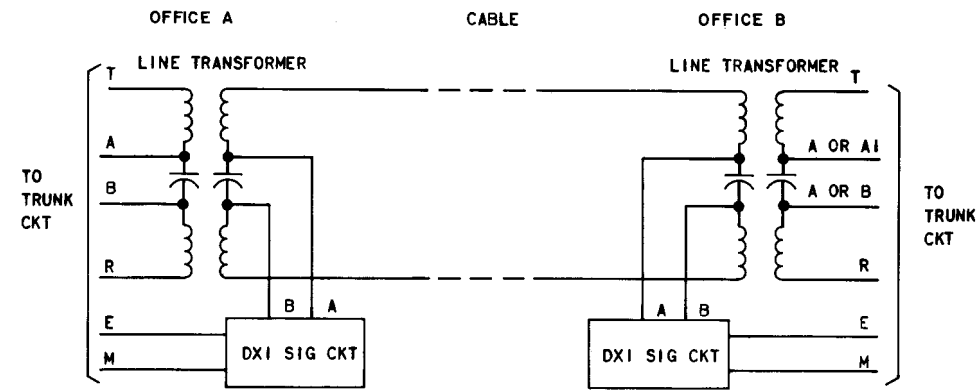 OFFICE A CABLE OFFICE B
LINE TRANSFORMER LINE TRANSFORMER
T T
A A OR A1
B A OR B
TO TRUNK CKT
TO TRUNK CKT
R R
B A A B
E E
DX1 SIG CKT DX1 SIG CKT
M M